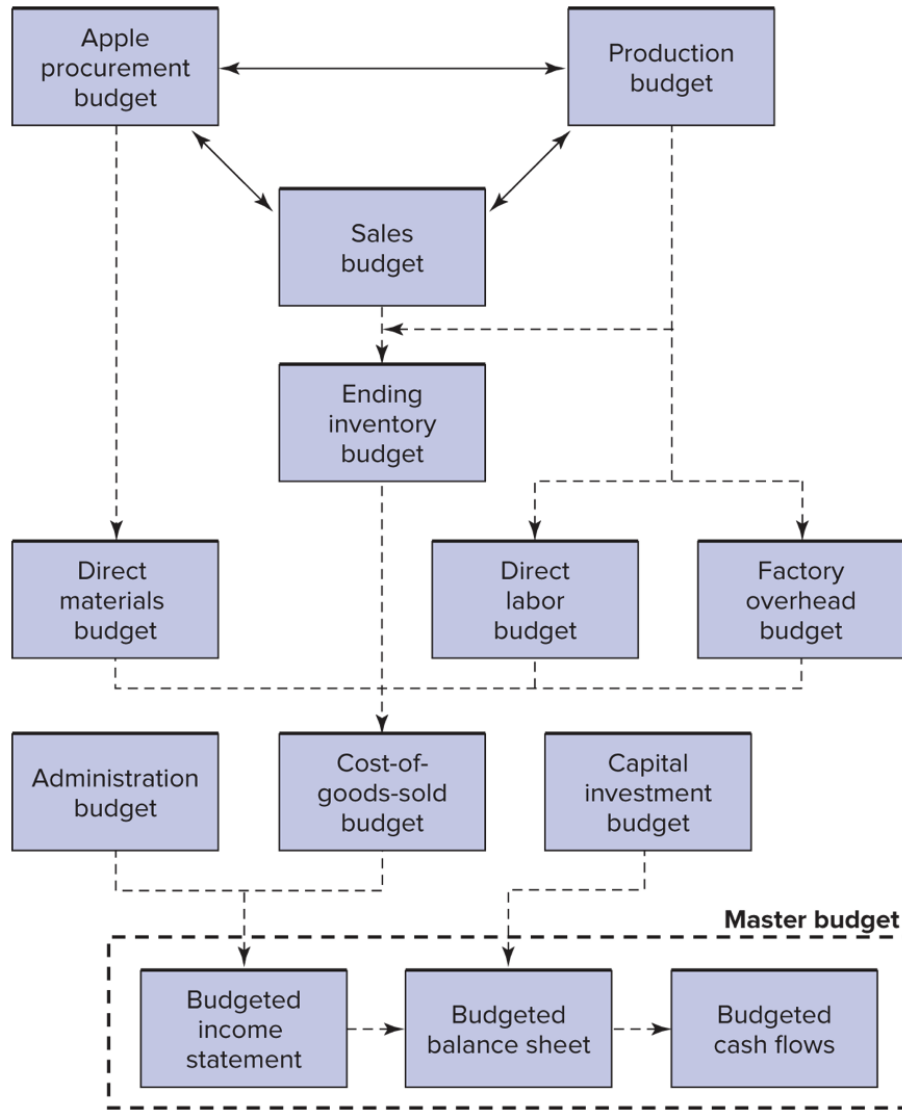 Apple
procurement
budget
Production
budget
Sales
budget
Ending
inventory
budget
Direct
materials
budget
Direct
labor
budget
Factory
overhead
budget
Administration
budget
Cost-of-
goods-sold
budget
Capital
investment
budget
Master budget
Budgeted
income
statement
Budgeted
balance sheet
Budgeted
cash flows